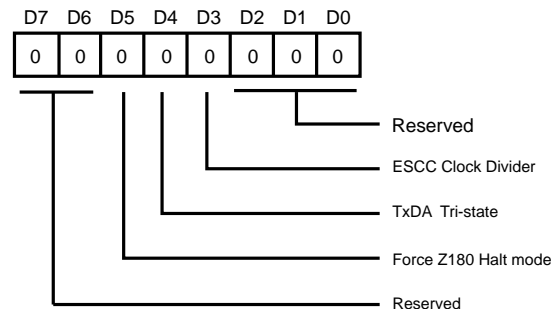 D7 D6 D5 D4 D3 D2 D1 D0
0 0 0 0 0 0 0 0
Reserved
ESCC Clock Divider
TxDA Tri-state
Force Z180 Halt mode
Reserved